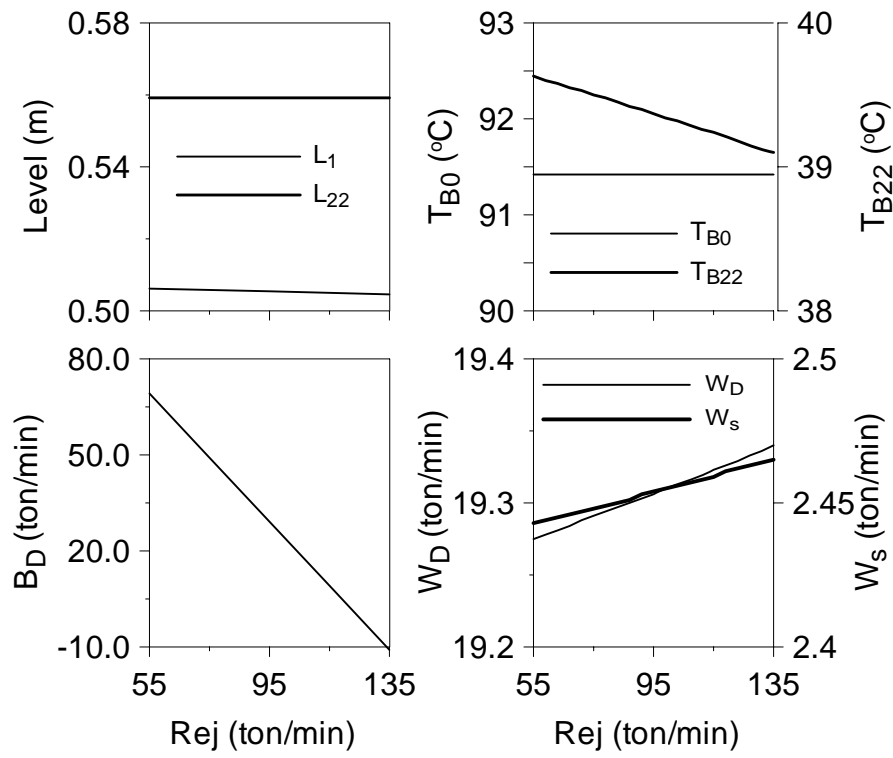 0.58
0.54
0.50
Level (m)
L1
L22
93
92
91
90
TB0 (oC)
40
39
38
TB22 (oC)
TB0
TB22
80.0
50.0
20.0
-10.0
BD (ton/min)
55 95 135
Rej (ton/min)
19.4
19.3
19.2
WD (ton/min)
2.5
2.45
2.4
Ws (ton/min)
WD
Ws
55 95 135
Rej (ton/min)